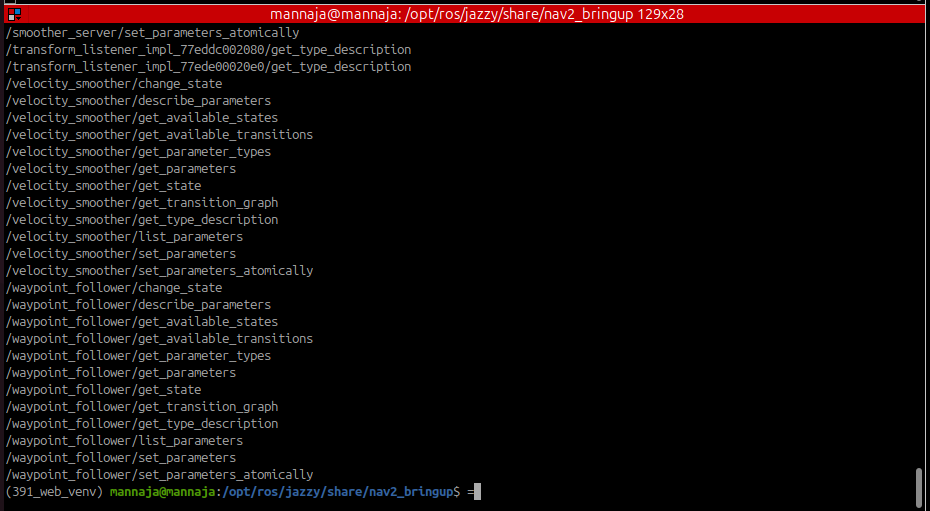 mannaja@mannaja: /opt/ros/jazzy/share/nav2_bringup 129x28
/smoother_server/set_parameters_atomically
/transform_listener_impl_77eddc002080/get_type_description
/transform_listener_impl_77ede00020e0/get_type_description
/velocity_smoother/change_state
/velocity_smoother/describe_parameters
/velocity_smoother/get_available_states
/velocity_smoother/get_available_transitions
/velocity_smoother/get_parameter_types
/velocity_smoother/get_parameters
/velocity_smoother/get_state
/velocity_smoother/get_transition_graph
/velocity_smoother/get_type_description
/velocity_smoother/list_parameters
/velocity_smoother/set_parameters
/velocity_smoother/set_parameters_atomically
/waypoint_follower/change_state
/waypoint_follower/describe_parameters
/waypoint_follower/get_available_states
/waypoint_follower/get_available_transitions
/waypoint_follower/get_parameter_types
/waypoint_follower/get_parameters
/waypoint_follower/get_state
/waypoint_follower/get_transition_graph
/waypoint_follower/get_type_description
/waypoint_follower/list_parameters
/waypoint_follower/set_parameters
/waypoint_follower/set_parameters_atomically
(391_web_venv) mannaja@mannaja:/opt/ros/jazzy/share/nav2_bringup$ =